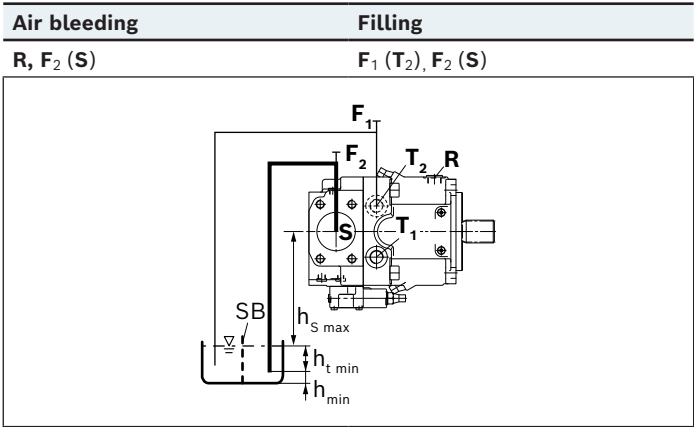 Air bleeding Filling
R, F₂ (S) F₁ (T₂), F₂ (S)
F₁
F₂ T₂ R
S T₁
SB hS max
ht min
hmin